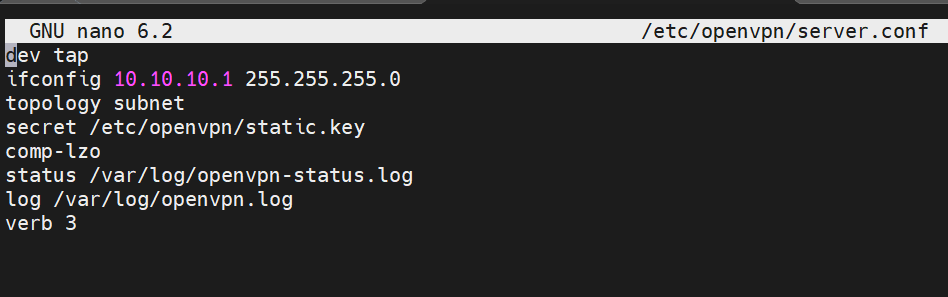 GNU nano 6.2 /etc/openvpn/server.conf
dev tap
ifconfig 10.10.10.1 255.255.255.0
topology subnet
secret /etc/openvpn/static.key
comp-lzo
status /var/log/openvpn-status.log
log /var/log/openvpn.log
verb 3